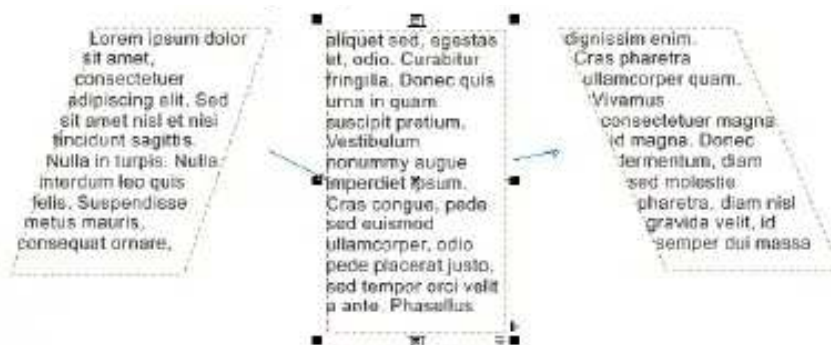 Lorem ipsum dolor
sit amet,
consectetuer
adipiscing elit. Sed
sit amet nisl et nisi
tincidunt sagittis.
Nulla in turpis. Nulla
interdum leo quis
felis. Suspendisse
metus mauris,
consequat ornare,
aliquet sed, egestas
et, odio. Curabitur
fringilla. Donec quis
urna in quam
suscipit pretium.
Vestibulum
nonummy augue
imperdiet ipsum.
Cras congue, pede
sed euismod
ullamcorper, odio
pede placerat justo,
sed tempor orci velit
a ante. Phasellus
dignissim enim.
Cras pharetra
ullamcorper quam.
Vivamus
consectetuer magna
id magna. Donec
fermentum, diam
sed molestie
pharetra, diam nisl
gravida velit, id
semper dui massa